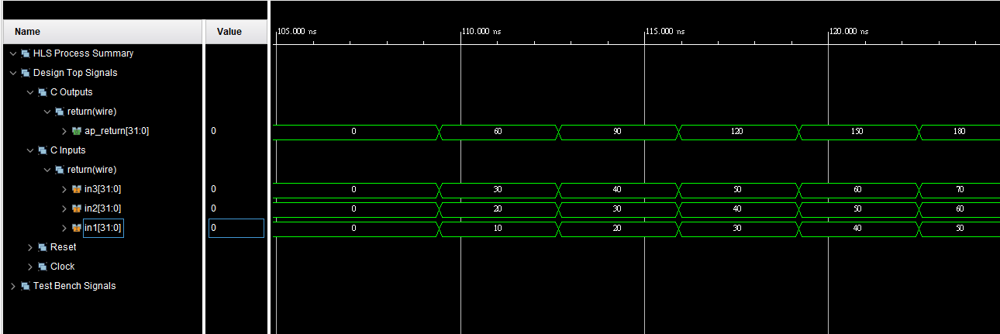 Name Value 105.000 ns 110.000 ns 115.000 ns 120.000 ns
HLS Process Summary
Design Top Signals
C Outputs
return(wire)
ap_return[31:0] 0 0 60 90 120 150 180
C Inputs
return(wire)
in3[31:0] 0 0 30 40 50 60 70
in2[31:0] 0 0 20 30 40 50 60
in1[31:0] 0 0 10 20 30 40 50
Reset
Clock
Test Bench Signals